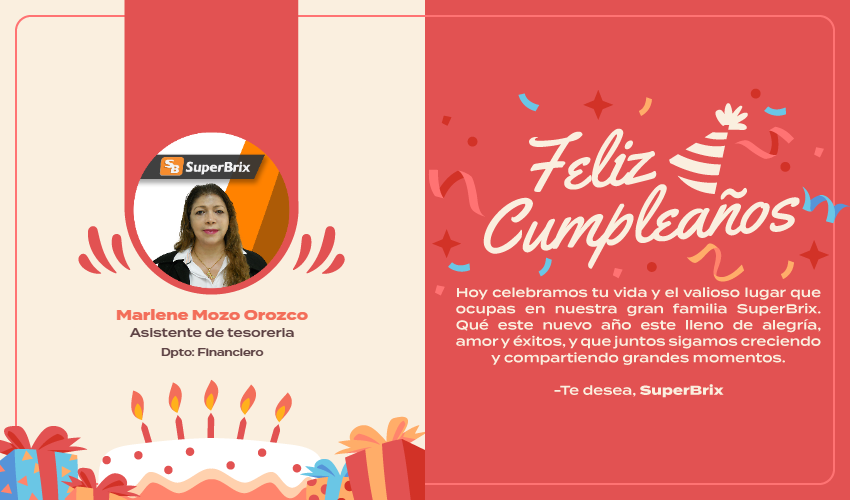 SB SuperBrix
Marlene Mozo Orozco
Asistente de tesoreria
Dpto: Financiero
Feliz
Cumpleaños
Hoy celebramos tu vida y el valioso lugar que
ocupas en nuestra gran familia SuperBrix.
Qué este nuevo año este lleno de alegría,
amor y éxitos, y que juntos sigamos creciendo
y compartiendo grandes momentos.
-Te desea, SuperBrix